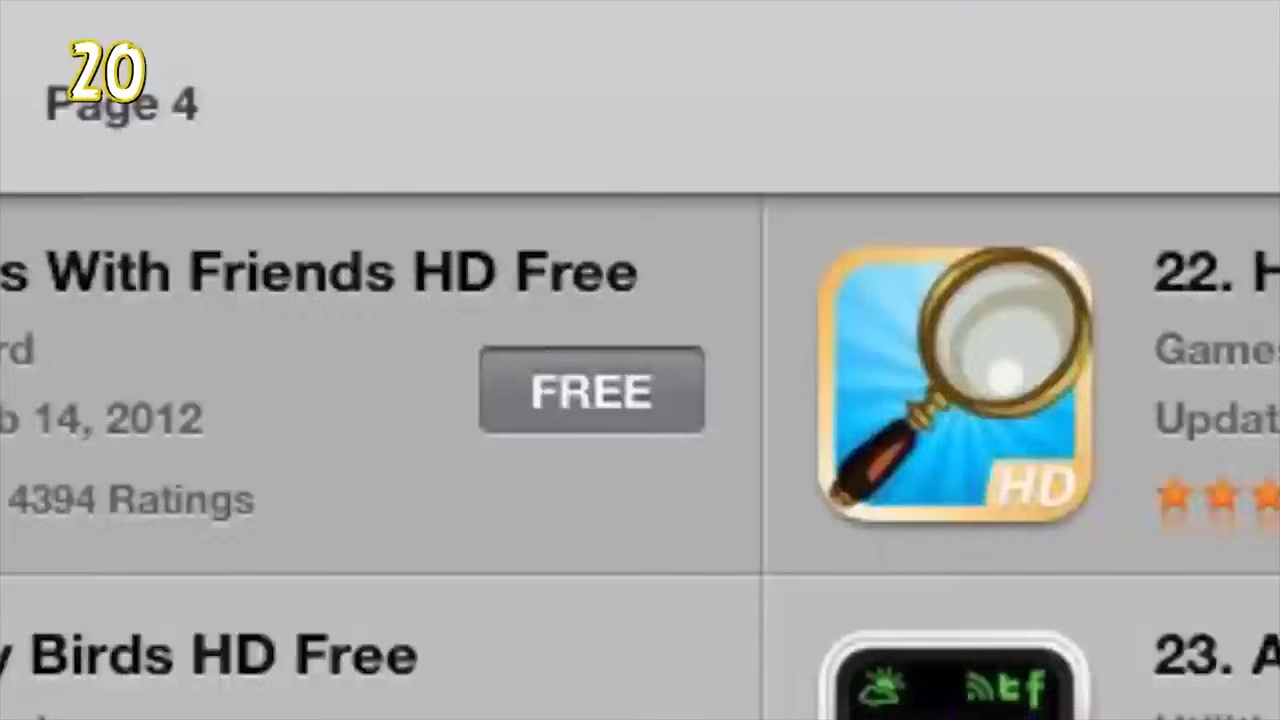 20
Page 4
s With Friends HD Free
rd
b 14, 2012
FREE
4394 Ratings
22. H
Games
Updat
HD
y Birds HD Free
23. A